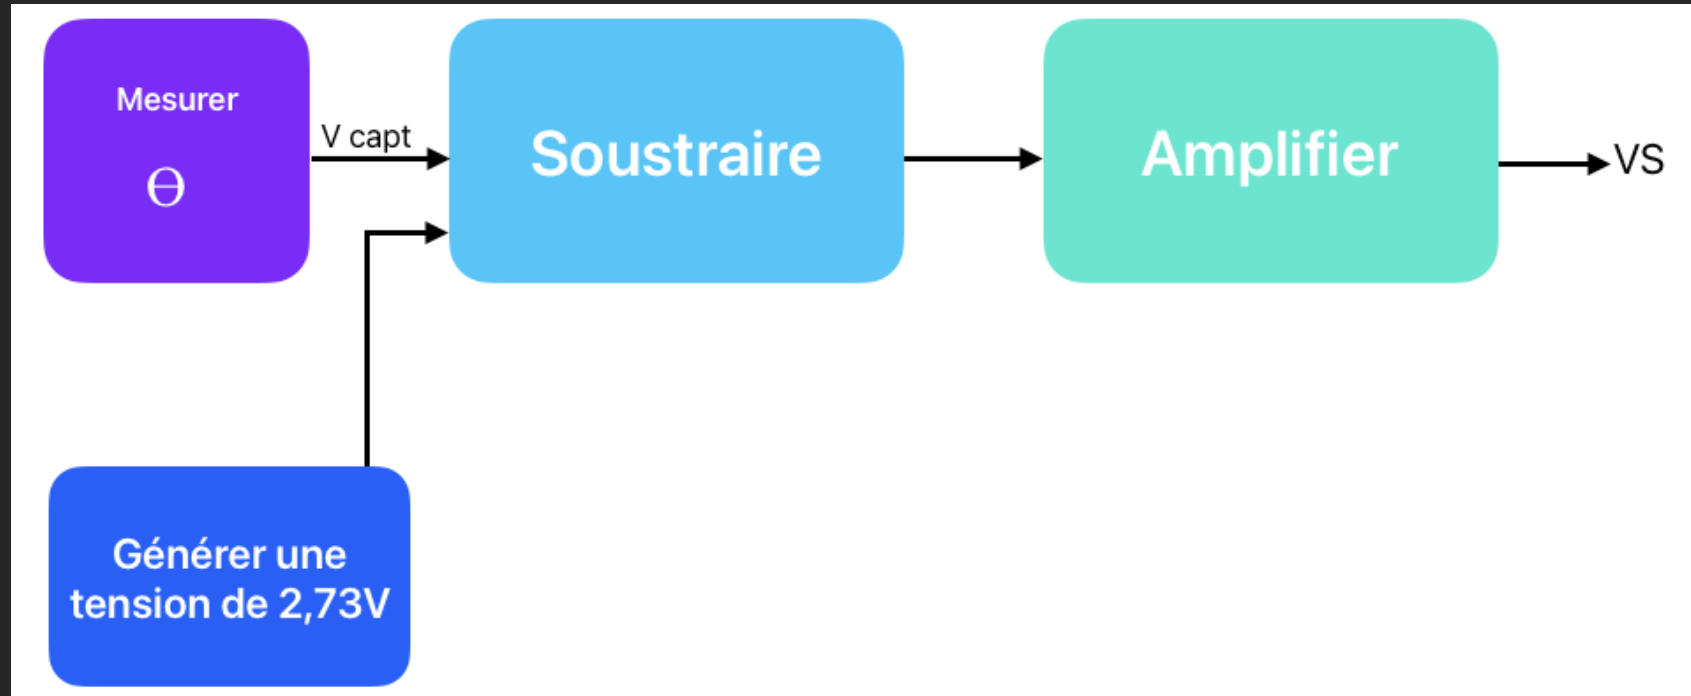 Mesurer
ϴ
V capt
Soustraire
Amplifier
VS
Générer une
tension de 2,73V